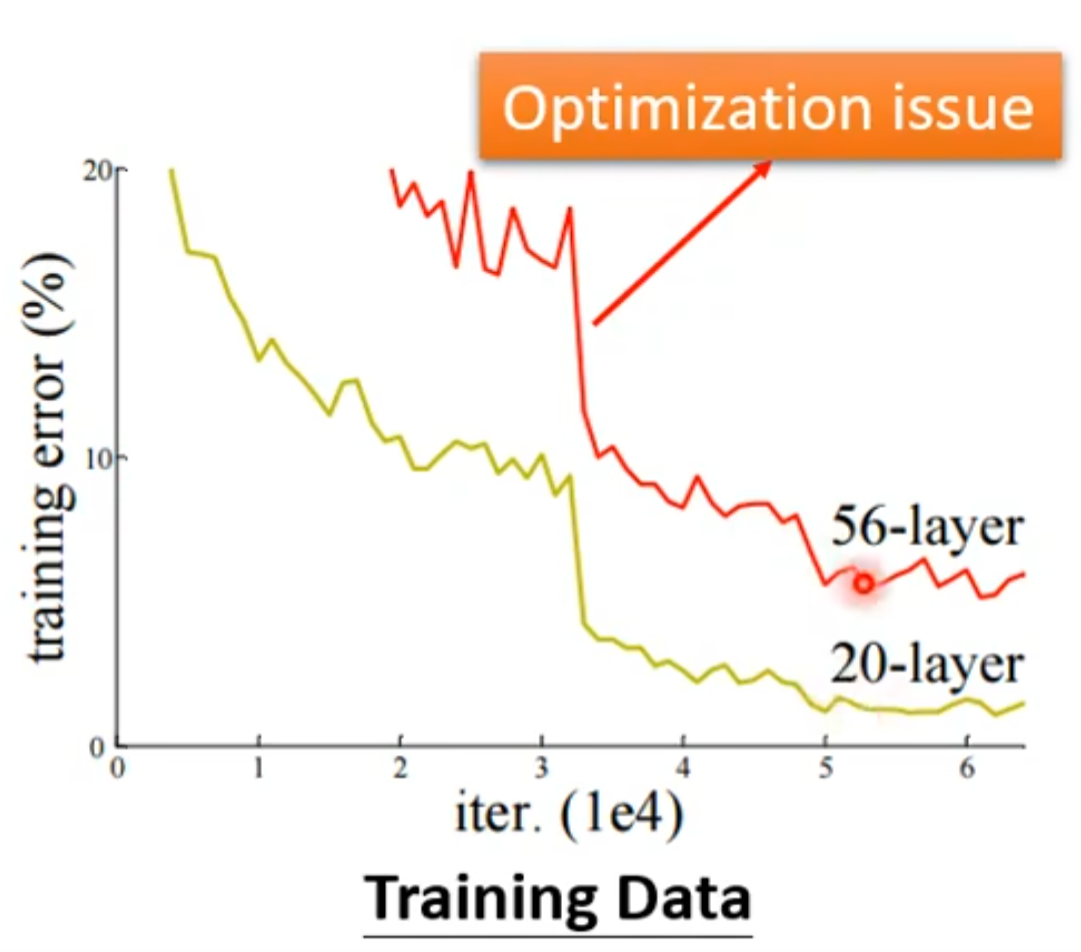 Optimization issue
20
10
0
training error (%)
56-layer
20-layer
0 1 2 3 4 5 6
iter. (1e4)
Training Data